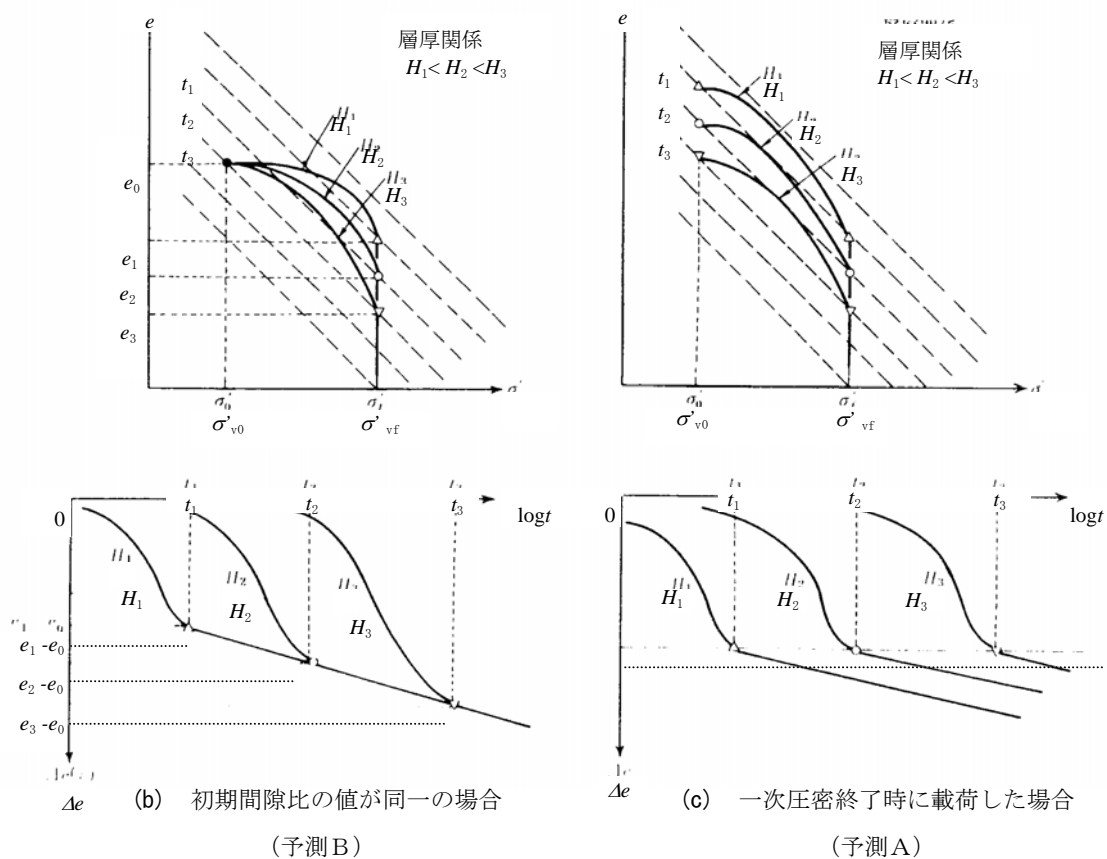 e
層厚関係
H₁< H₂ <H₃
t₁
t₂
t₃
H₁
H₂
H₃
e₀
e₁
e₂
e₃
σ'ᵥ₀
σ'ᵥf
層厚関係
H₁< H₂ <H₃
t₁
t₂
t₃
H₁
H₂
H₃
σ'ᵥ₀
σ'ᵥf
0
t₁
t₂
t₃
logt
H₁
H₂
H₃
e₁ -e₀
e₂ -e₀
e₃ -e₀
Δe
(b) 初期間隙比の値が同一の場合
(予測B)
0
t₁
t₂
t₃
logt
H₁
H₂
H₃
Δe
(c) 一次圧密終了時に載荷した場合
(予測A)